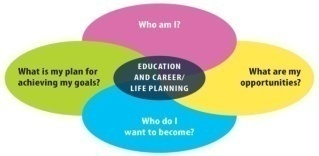 Who am I?
What is my plan for
achieving my goals?
EDUCATION
AND CAREER/
LIFE PLANNING
What are my
opportunities?
Who do I
want to become?